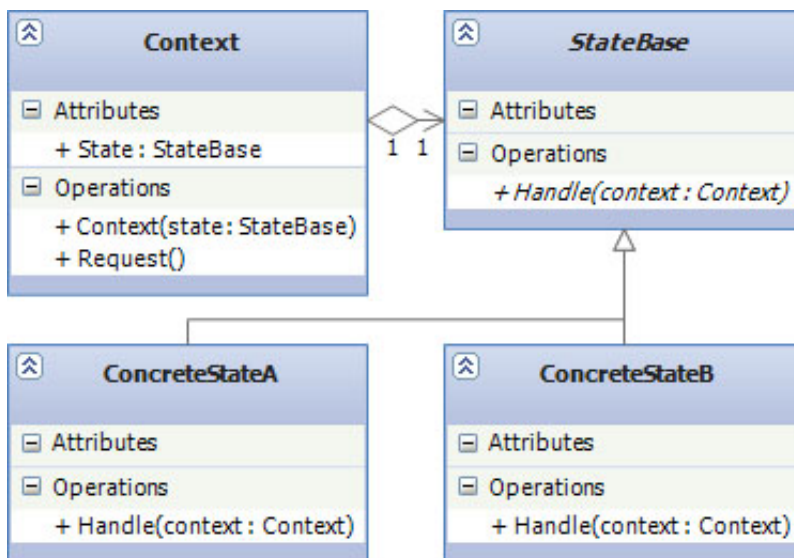 Context
Attributes
+ State : StateBase
Operations
+ Context(state : StateBase)
+ Request()
1 1
StateBase
Attributes
Operations
+ Handle(context : Context)
ConcreteStateA
Attributes
Operations
+ Handle(context : Context)
ConcreteStateB
Attributes
Operations
+ Handle(context : Context)